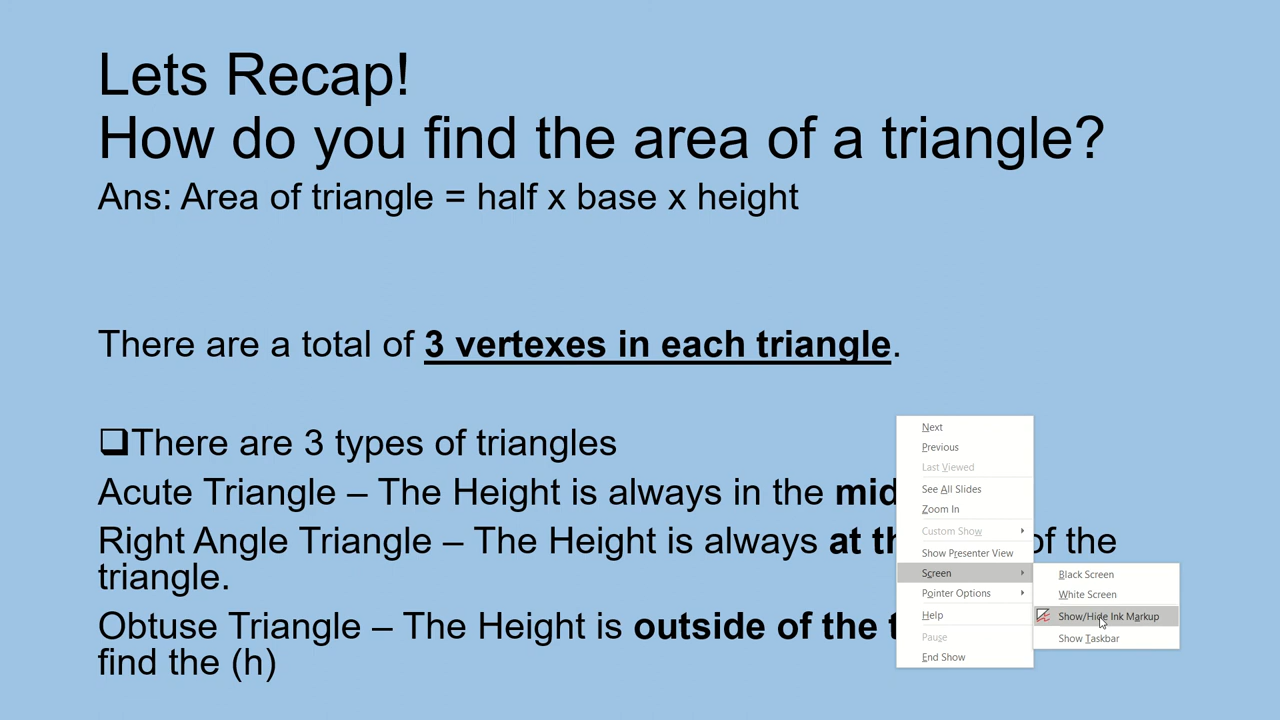 Lets Recap!
How do you find the area of a triangle?
Ans: Area of triangle = half x base x height
There are a total of 3 vertexes in each triangle.
❑There are 3 types of triangles
Acute Triangle – The Height is always in the
Right Angle Triangle – The Height is always at of the
triangle.
Obtuse Triangle – The Height is outside of the
find the (h)
Next
Previous
Last Viewed
See All Slides
Zoom In
Custom Show
Show Presenter View
Screen
Pointer Options
Help
Pause
End Show
Black Screen
White Screen
Show/Hide Ink Markup
Show Taskbar